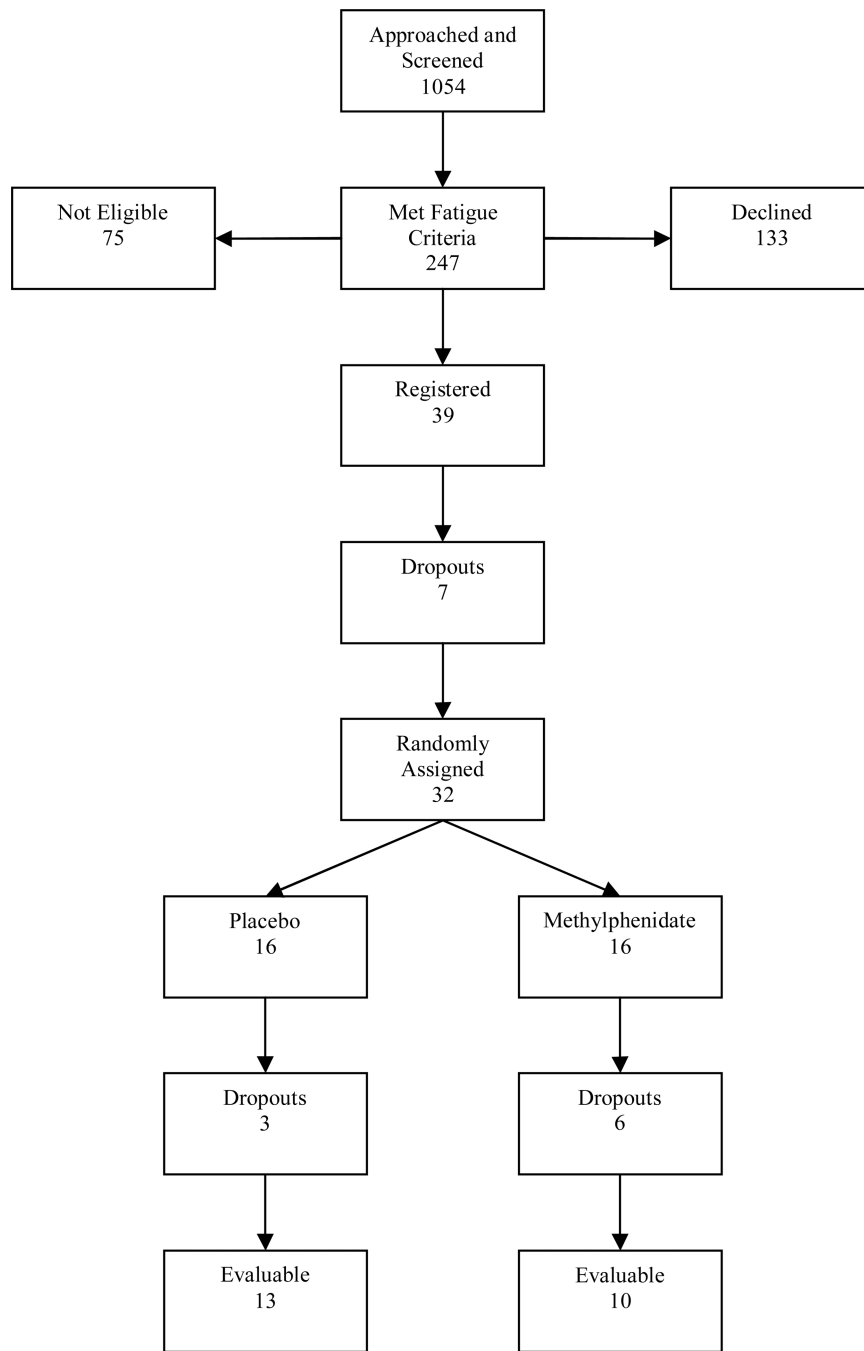 Approached and
Screened
1054
Not Eligible
75
Met Fatigue
Criteria
247
Declined
133
Registered
39
Dropouts
7
Randomly
Assigned
32
Placebo
16
Methylphenidate
16
Dropouts
3
Dropouts
6
Evaluable
13
Evaluable
10